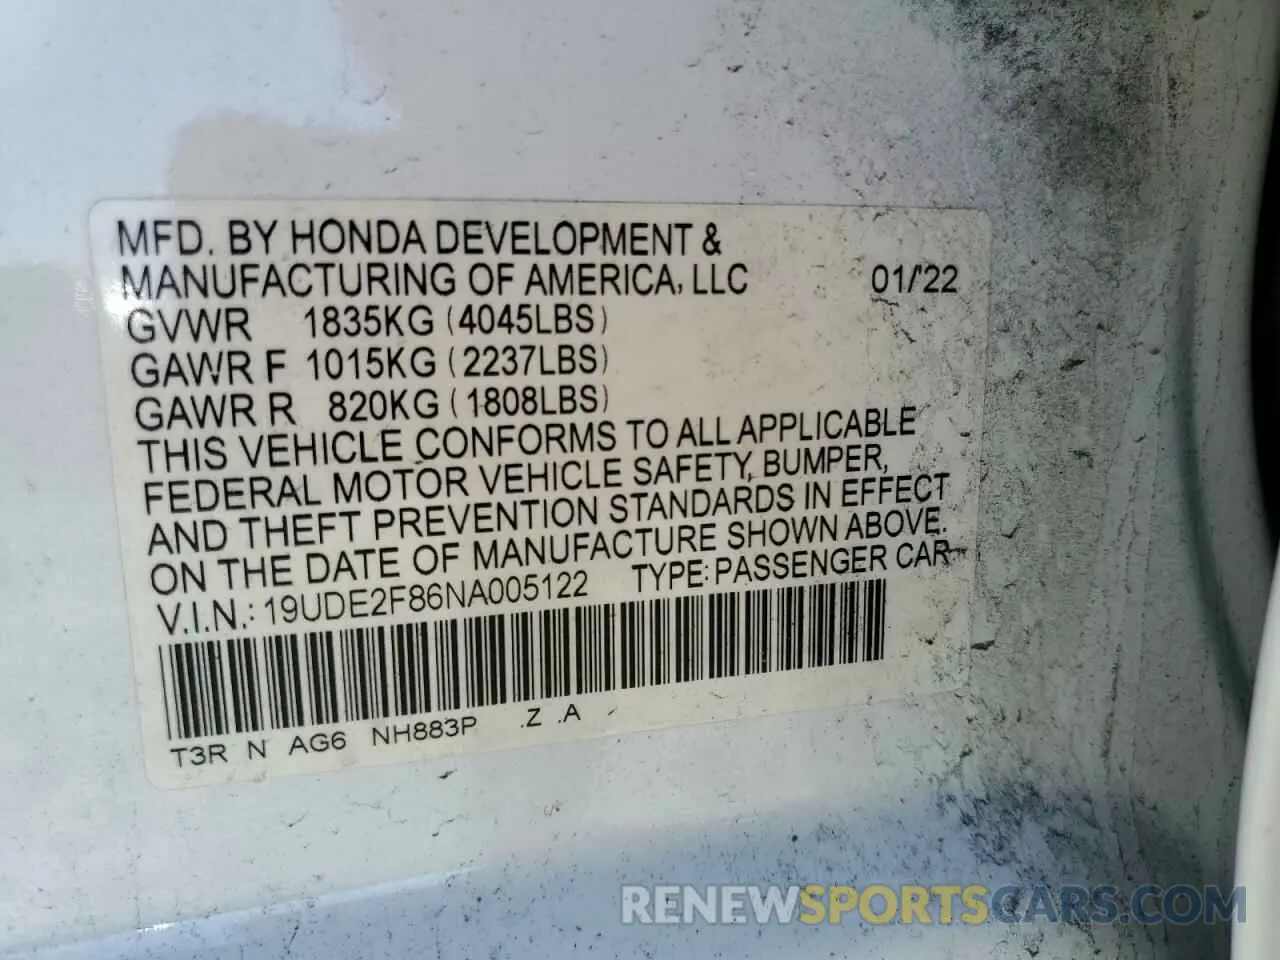 MFD. BY HONDA DEVELOPMENT &
MANUFACTURING OF AMERICA, LLC 01/'22
GVWR 1835KG (4045LBS)
GAWR F 1015KG (2237LBS)
GAWR R 820KG (1808LBS)
THIS VEHICLE CONFORMS TO ALL APPLICABLE
FEDERAL MOTOR VEHICLE SAFETY, BUMPER,
AND THEFT PREVENTION STANDARDS IN EFFECT
ON THE DATE OF MANUFACTURE SHOWN ABOVE.
V.I.N.: 19UDE2F86NA005122 TYPE: PASSENGER CAR
T3R N AG6 NH883P .Z .A
RENEWSPORTSCARS.COM